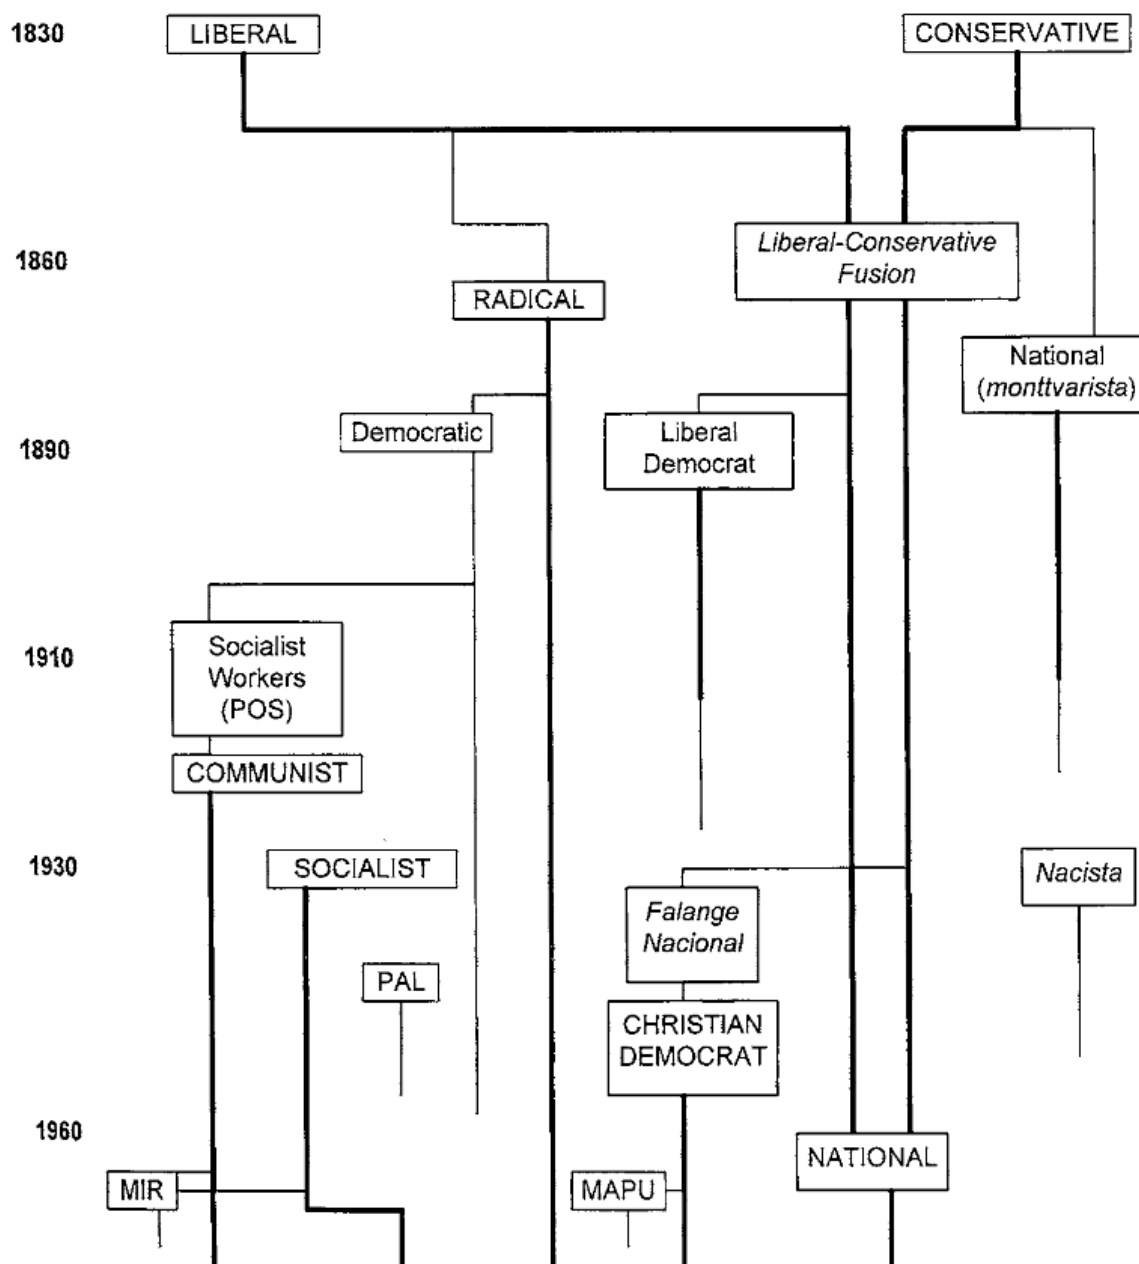 1830
LIBERAL
CONSERVATIVE
1860
Liberal-Conservative
Fusion
RADICAL
National
(monttvarista)
1890
Democratic
Liberal
Democrat
1910
Socialist
Workers
(POS)
COMMUNIST
1930
SOCIALIST
Nacista
Falange
Nacional
PAL
CHRISTIAN
DEMOCRAT
1960
NATIONAL
MIR
MAPU